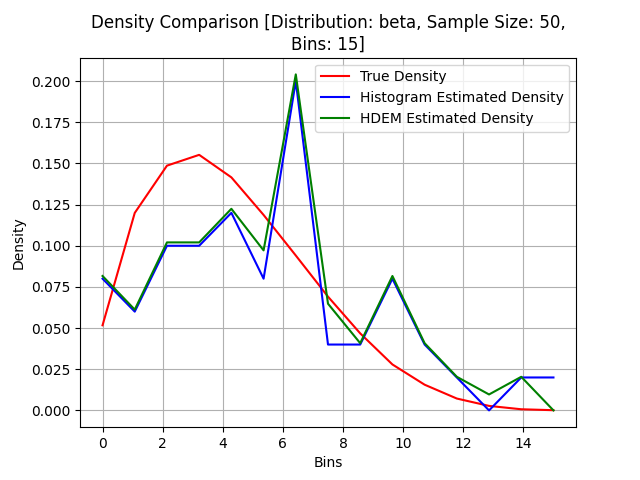 Density Comparison [Distribution: beta, Sample Size: 50,
Bins: 15]
True Density
Histogram Estimated Density
HDEM Estimated Density
Density
0.200
0.175
0.150
0.125
0.100
0.075
0.050
0.025
0.000
0 2 4 6 8 10 12 14
Bins